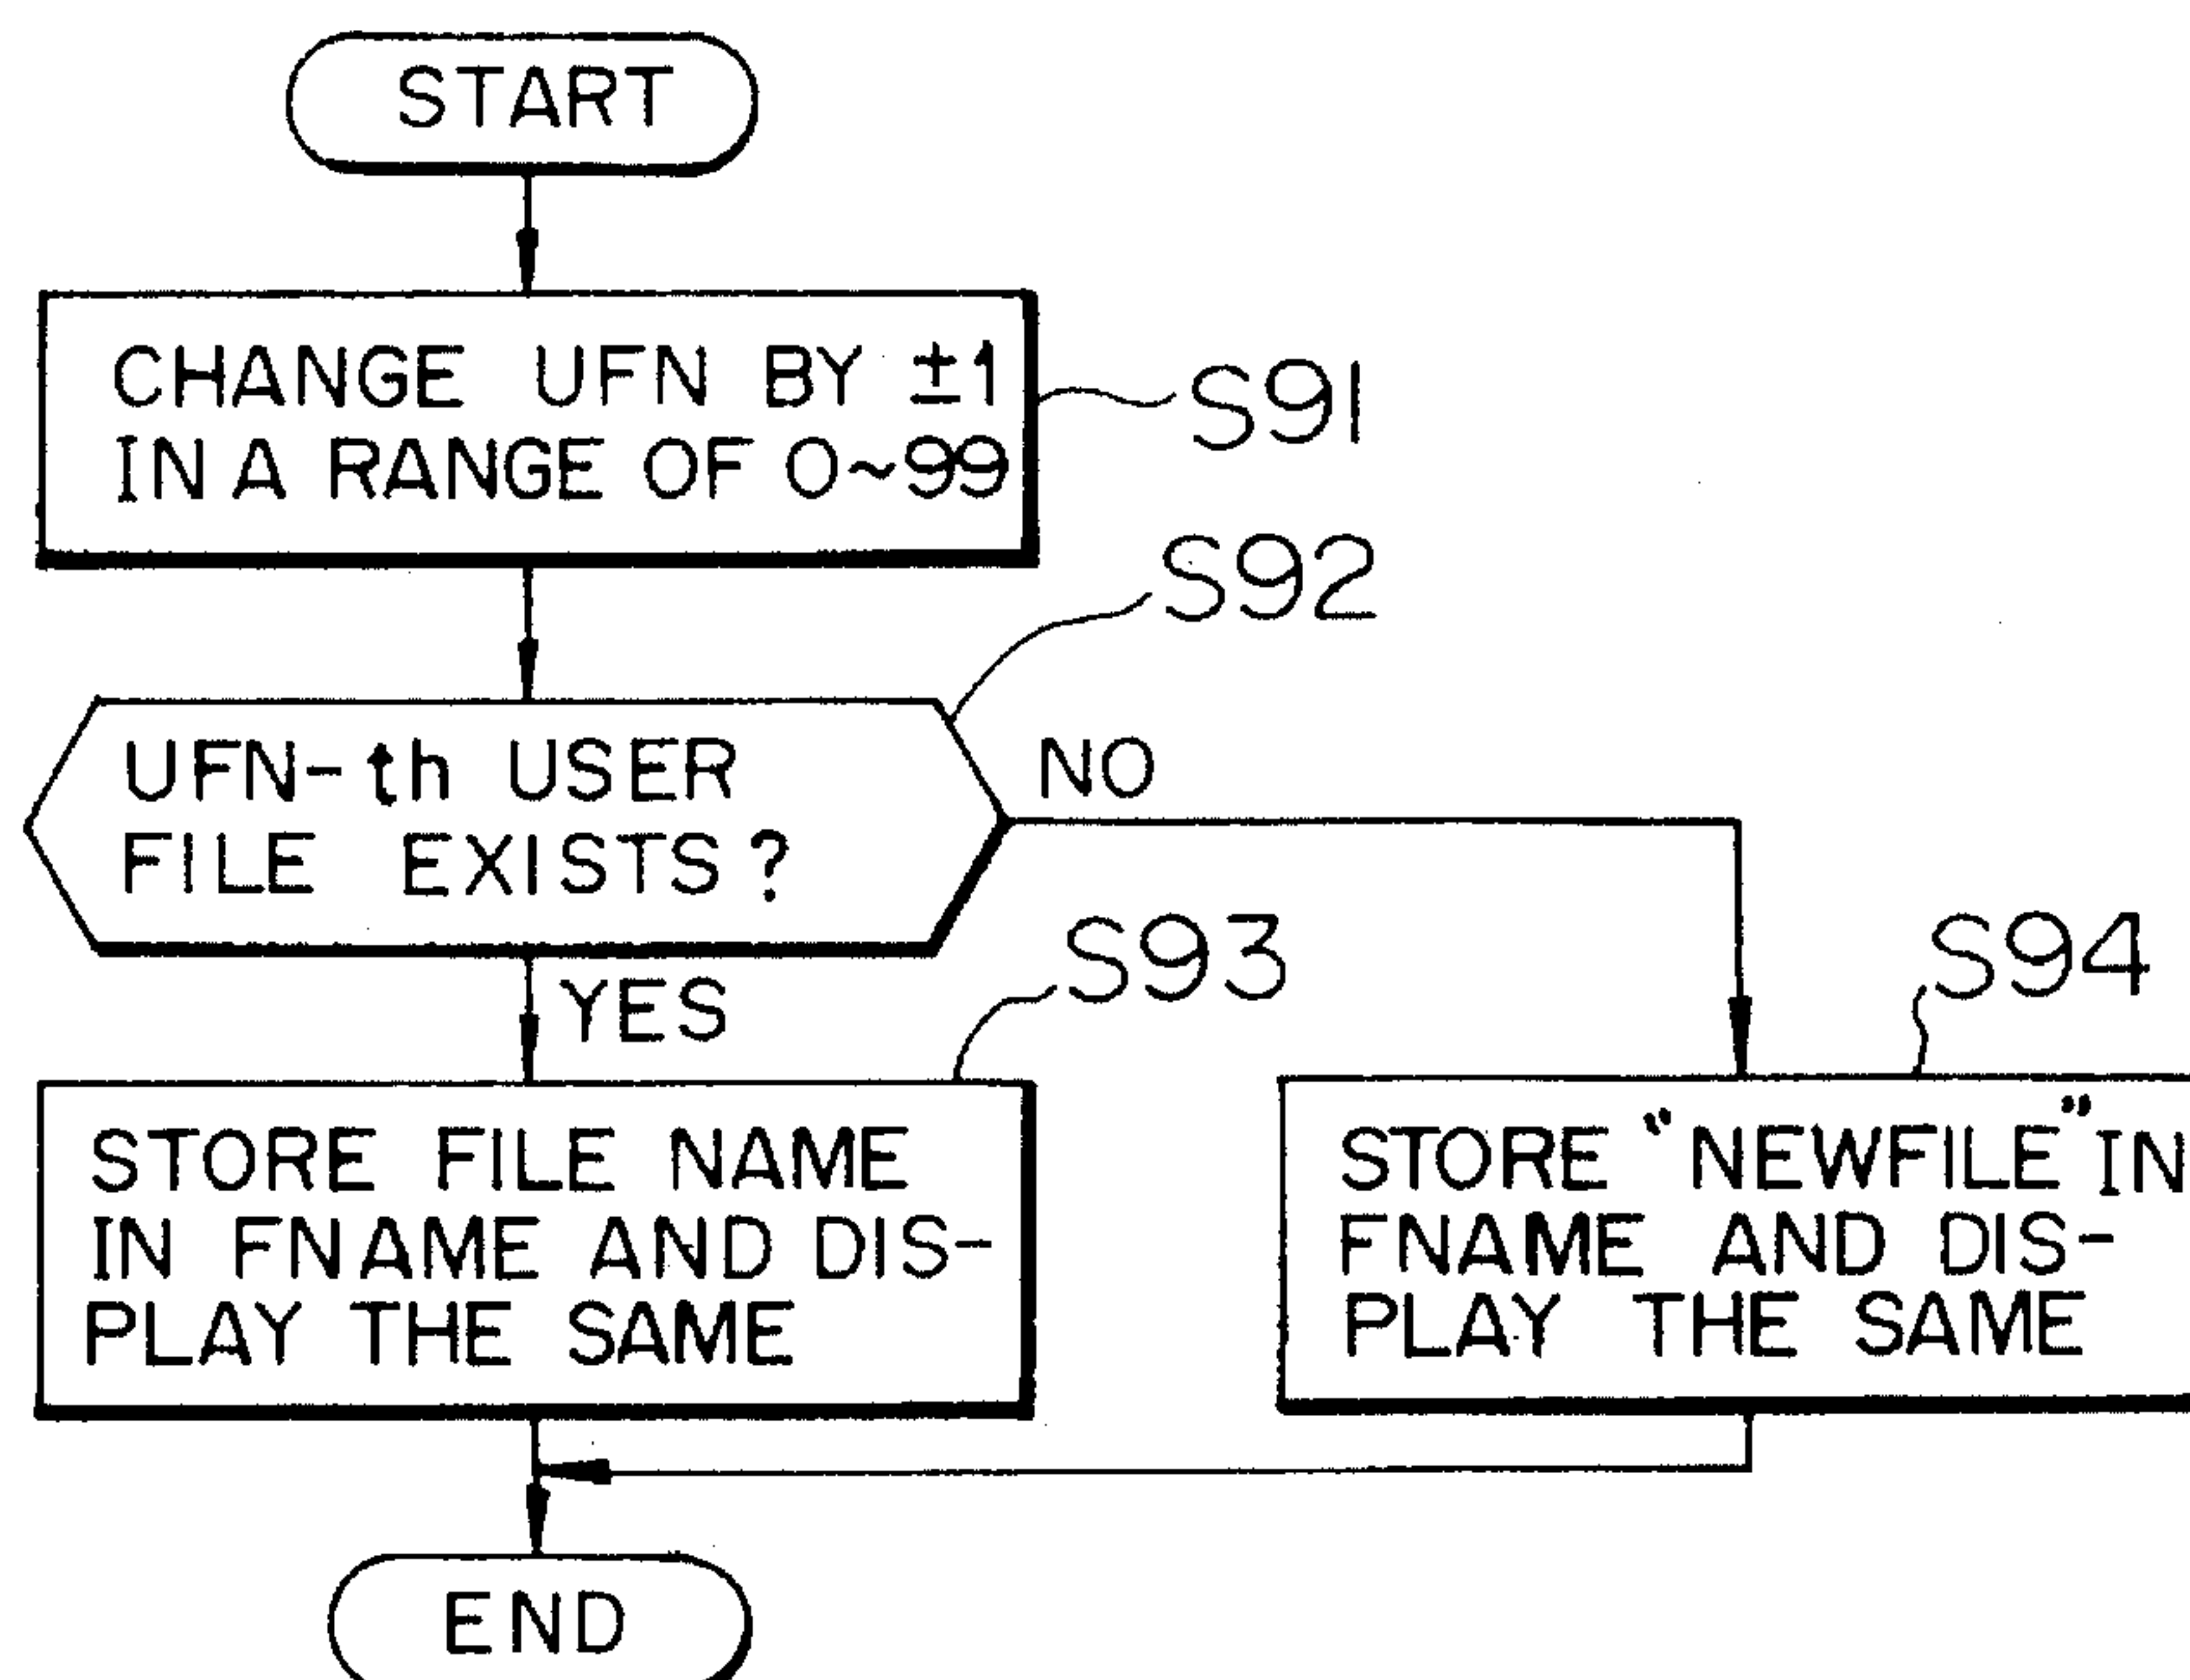 START
CHANGE UFN BY ±1
IN A RANGE OF 0~99
S91
S92
UFN-th USER
FILE EXISTS?
NO
YES
S93
STORE FILE NAME
IN FNAME AND DIS-
PLAY THE SAME
S94
STORE "NEWFILE" IN
FNAME AND DIS-
PLAY THE SAME
END